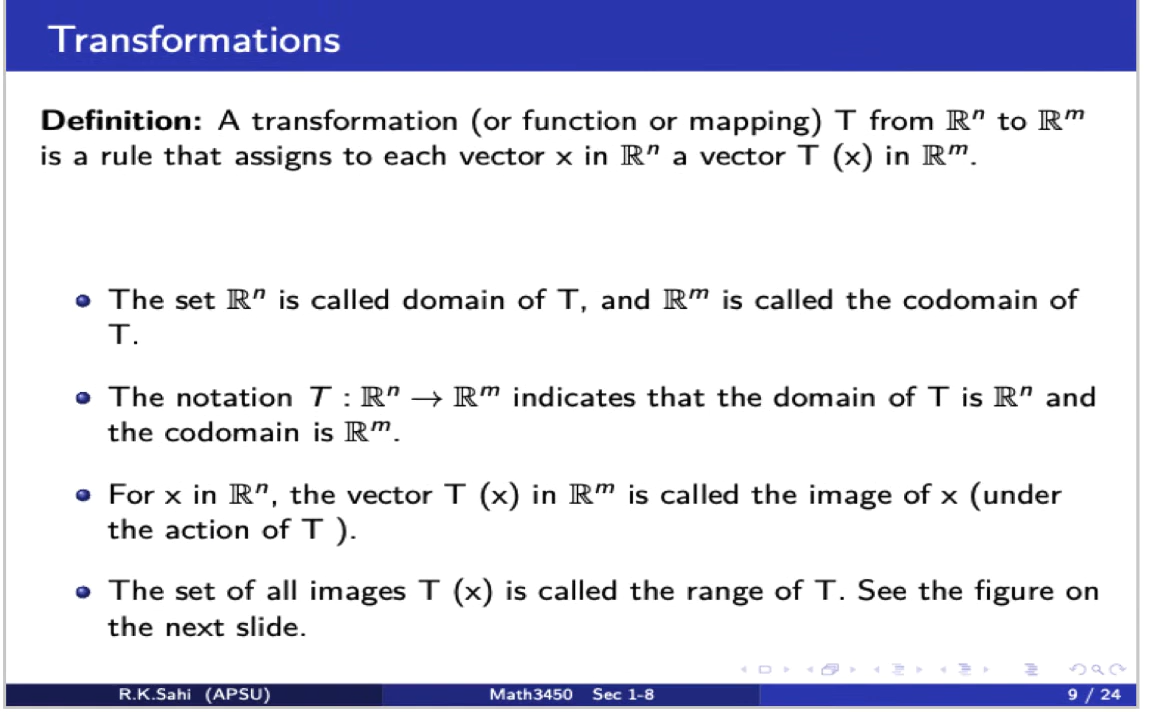 Transformations
Definition: A transformation (or function or mapping) T from ℝⁿ to ℝᵐ
is a rule that assigns to each vector x in ℝⁿ a vector T (x) in ℝᵐ.
The set ℝⁿ is called domain of T, and ℝᵐ is called the codomain of
T.
The notation T : ℝⁿ → ℝᵐ indicates that the domain of T is ℝⁿ and
the codomain is ℝᵐ.
For x in ℝⁿ, the vector T (x) in ℝᵐ is called the image of x (under
the action of T ).
The set of all images T (x) is called the range of T. See the figure on
the next slide.
R.K.Sahi (APSU) Math3450 Sec 1-8 9 / 24